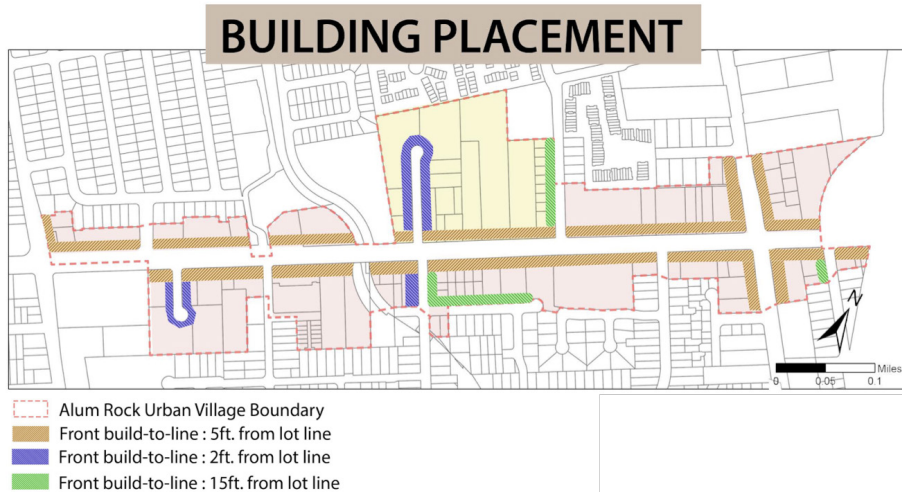 BUILDING PLACEMENT
N
Miles
0 0.05 0.1
Alum Rock Urban Village Boundary
Front build-to-line : 5ft. from lot line
Front build-to-line : 2ft. from lot line
Front build-to-line : 15ft. from lot line